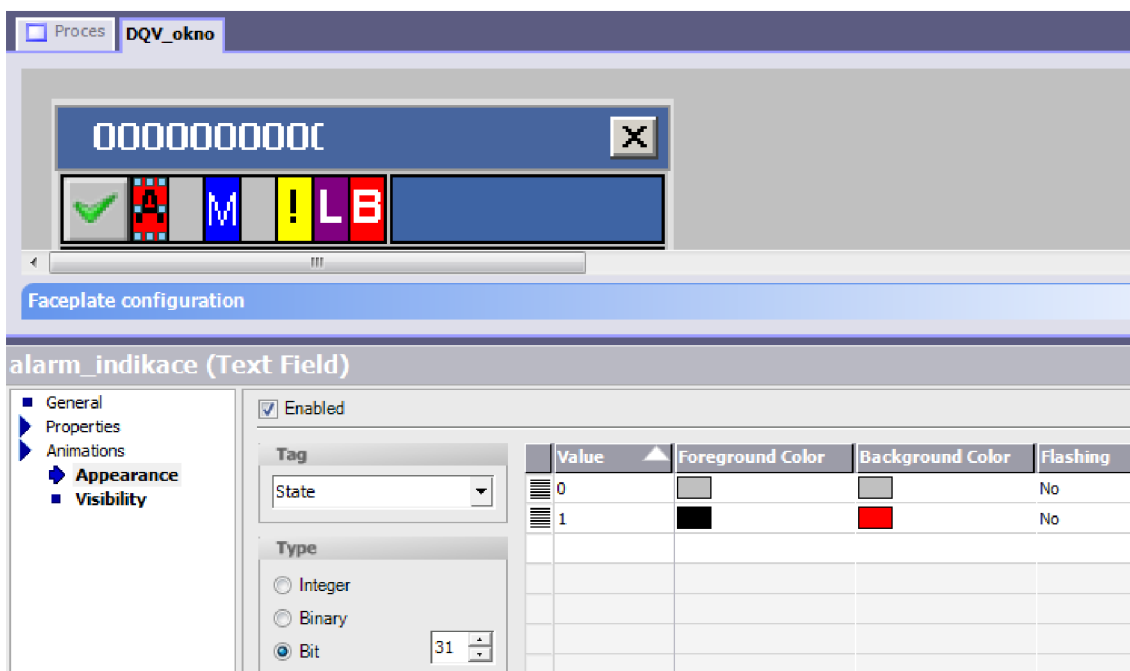 Proces DQV_okno
000000000
X
A M ! L B
Faceplate configuration
alarm_indikace (Text Field)
General
Properties
Animations
Appearance
Visibility
Enabled
Tag
State
Type
Integer
Binary
Bit 31
Value Foreground Color Background Color Flashing
0 No
1 No